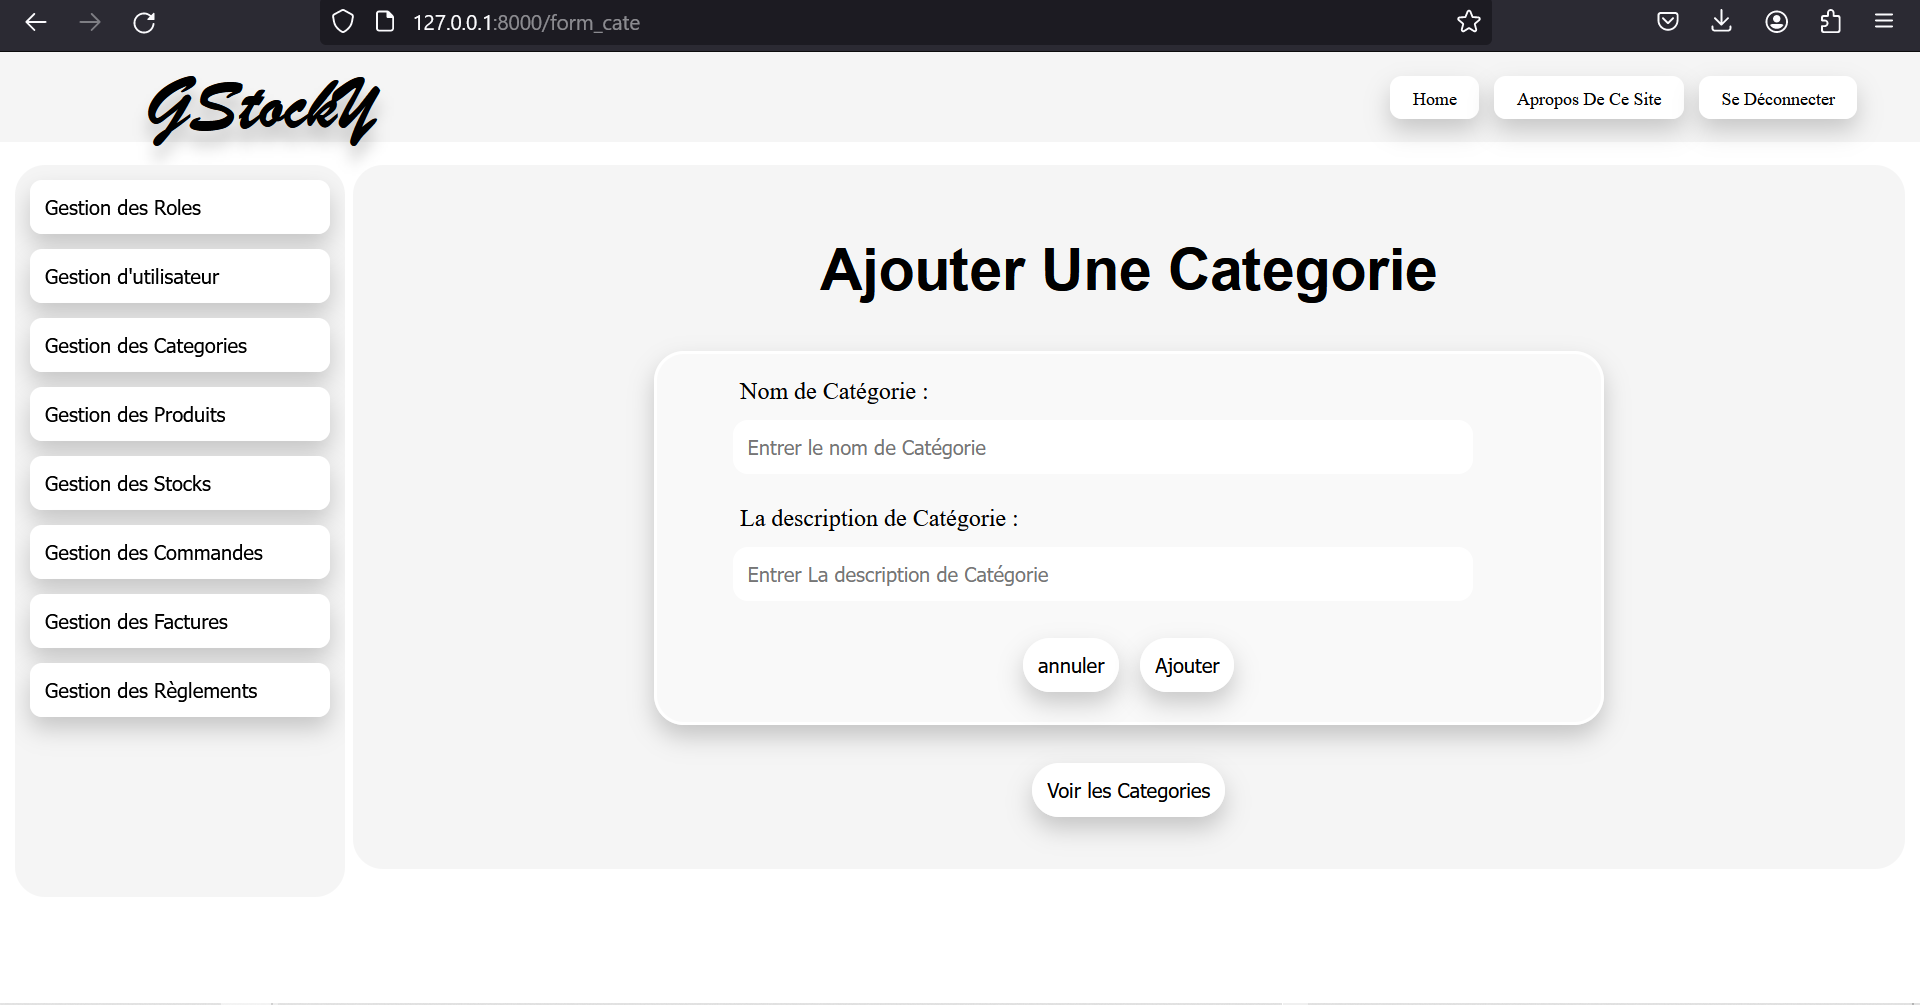 127.0.0.1:8000/form_cate
GStockY
Home
Apropos De Ce Site
Se Déconnecter
Gestion des Roles
Gestion d'utilisateur
Gestion des Categories
Gestion des Produits
Gestion des Stocks
Gestion des Commandes
Gestion des Factures
Gestion des Règlements
Ajouter Une Categorie
Nom de Catégorie :
Entrer le nom de Catégorie
La description de Catégorie :
Entrer La description de Catégorie
annuler
Ajouter
Voir les Categories